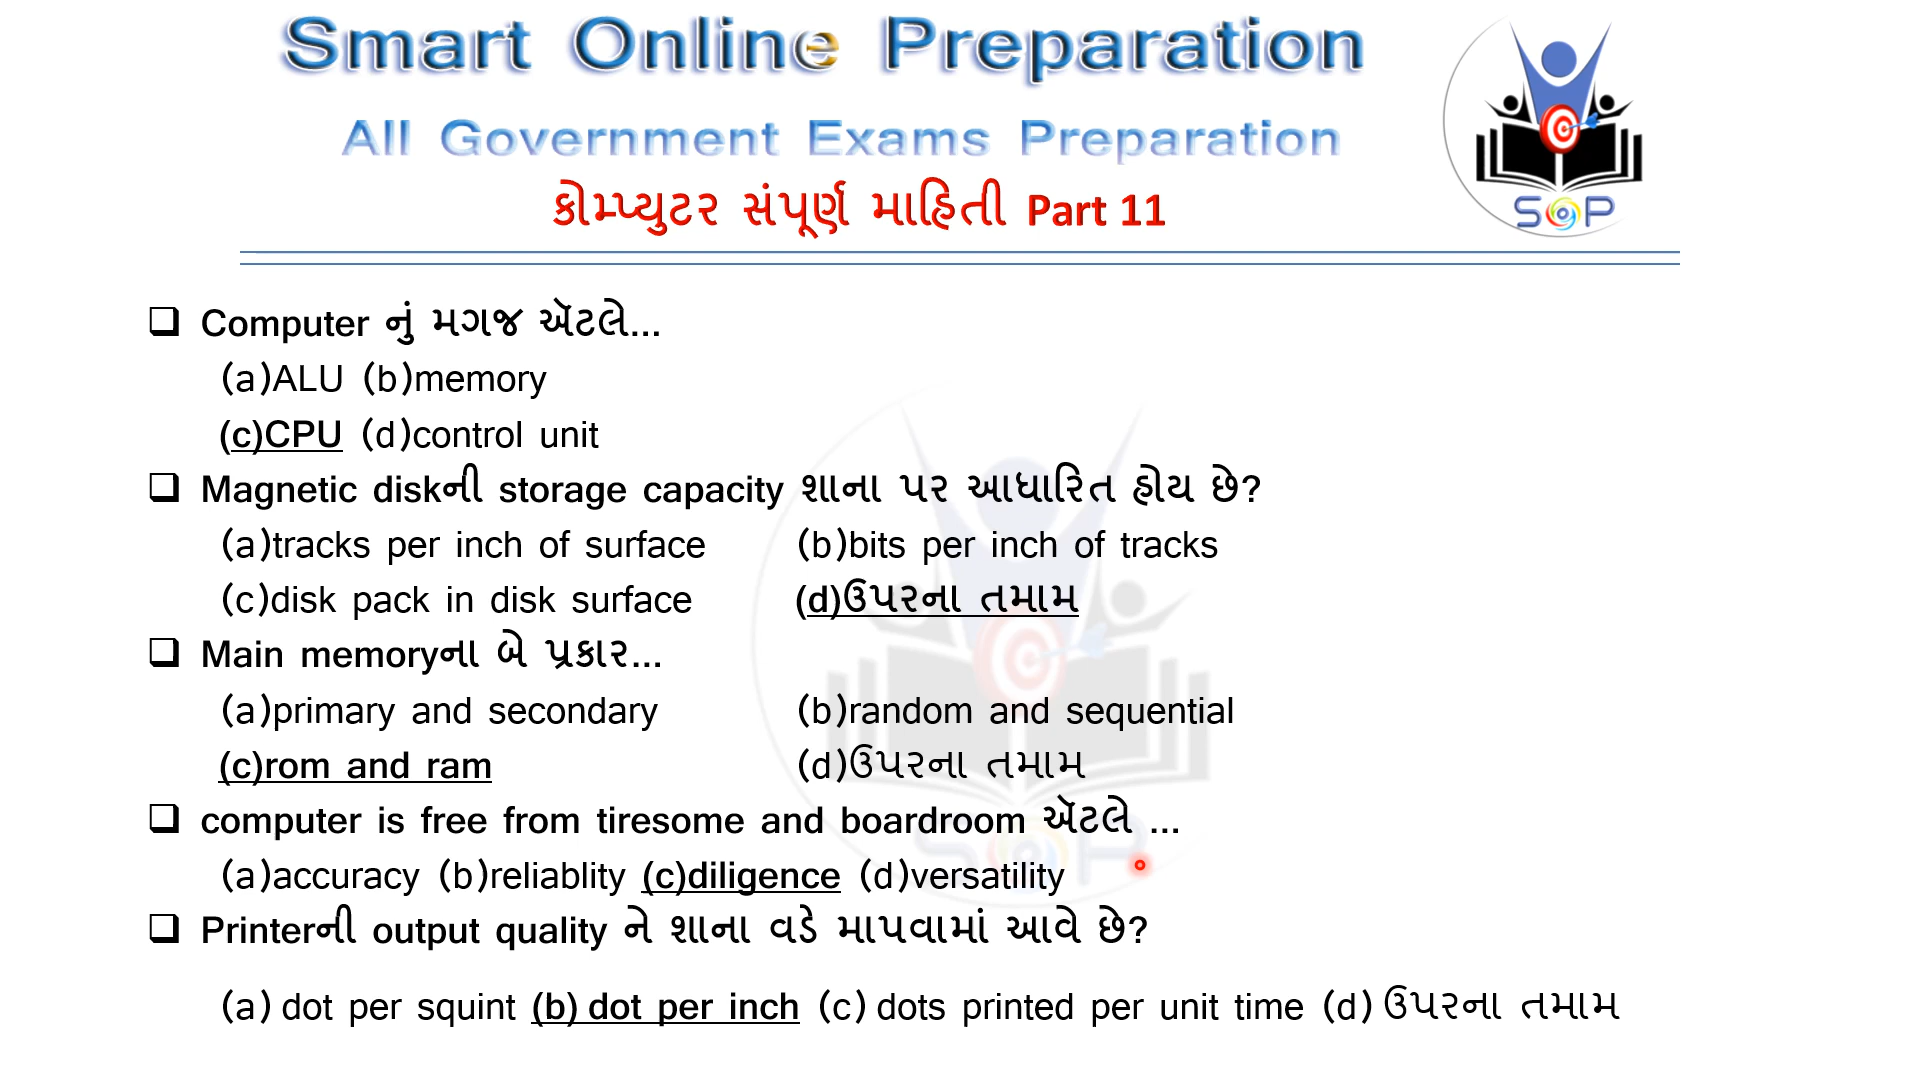 Smart Online Preparation
All Government Exams Preparation
કોમ્પ્યુટર સંપૂર્ણ માહિતી Part 11
SOP
Computer નું મગજ ઍટલે...
(a)ALU (b)memory
(c)CPU (d)control unit
Magnetic diskની storage capacity શાના પર આધારિત હોય છે?
(a)tracks per inch of surface (b)bits per inch of tracks
(c)disk pack in disk surface (d)ઉપરના તમામ
Main memoryના બે પ્રકાર...
(a)primary and secondary (b)random and sequential
(c)rom and ram (d)ઉપરના તમામ
computer is free from tiresome and boardroom ઍટલે ...
(a)accuracy (b)reliablity (c)diligence (d)versatility
Printerની output quality ને શાના વડે માપવામાં આવે છે?
(a) dot per squint (b) dot per inch (c) dots printed per unit time (d) ઉપરના તમામ